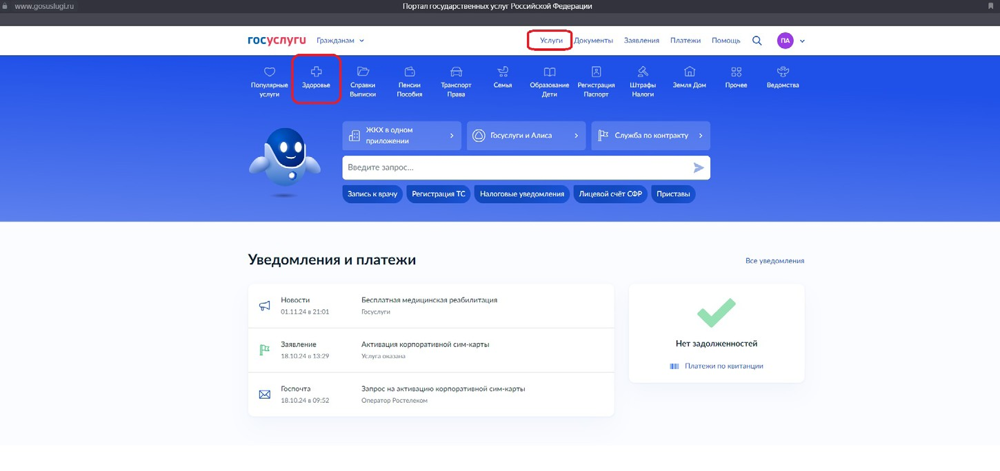 www.gosuslugi.ru
Портал государственных услуг Российской Федерации
госуслуги Гражданам Услуги Документы Заявления Платежи Помощь ПА
Популярные услуги
Здоровье
Справки Выписки
Пенсии Пособия
Транспорт Права
Семья
Образование Дети
Регистрация Паспорт
Штрафы Налоги
Земля Дом
Прочее
Ведомства
ЖКХ в одном
приложении
Госуслуги и Алиса
Служба по контракту
Введите запрос...
Запись к врачу
Регистрация ТС
Налоговые уведомления
Лицевой счёт СФР
Приставы
Уведомления и платежи
Все уведомления
Новости
01.11.24 в 21:01
Бесплатная медицинская реабилитация
Госуслуги
Заявление
18.10.24 в 13:29
Активация корпоративной сим-карты
Услуга оказана
Госпочта
18.10.24 в 09:52
Запрос на активацию корпоративной сим-карты
Оператор Ростелеком
Нет задолженностей
Платежи по квитанции